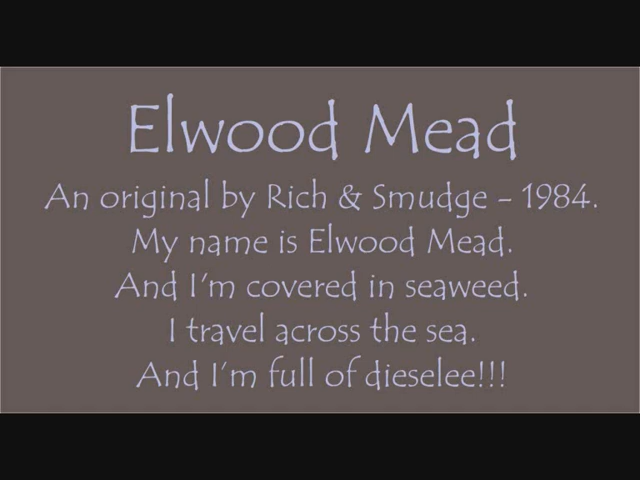 Elwood Mead
An original by Rich & Smudge - 1984.
My name is Elwood Mead.
And I'm covered in seaweed.
I travel across the sea.
And I'm full of dieselee!!!